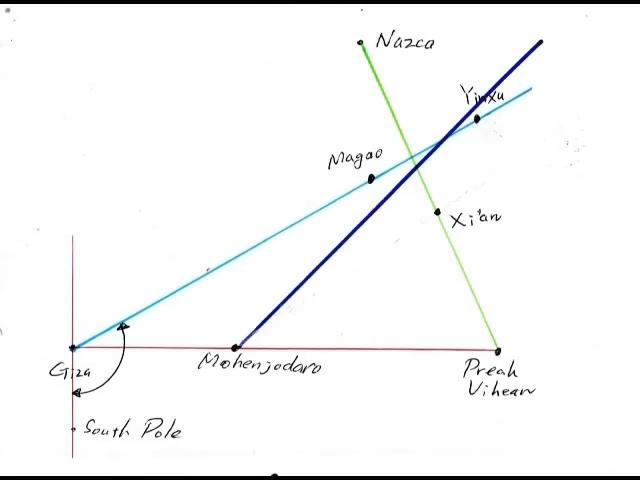 Nazca
Yinxu
Magao
Xi'an
Giza
Mohenjodaro
Preah
Vihear
South Pole